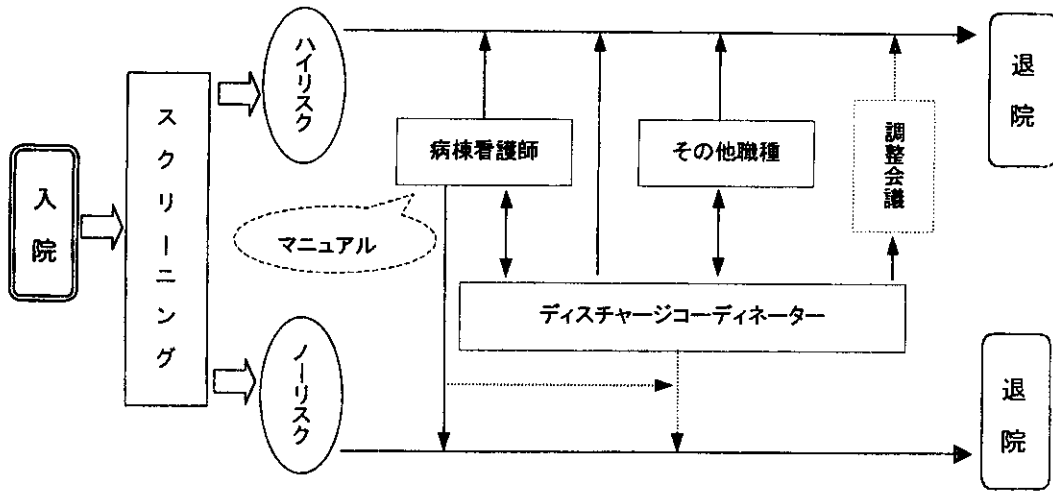 入院
スクリーニング
ハイリスク
ノーリスク
病棟看護師
マニュアル
その他職種
調整会議
ディスチャージコーディネーター
退院
退院